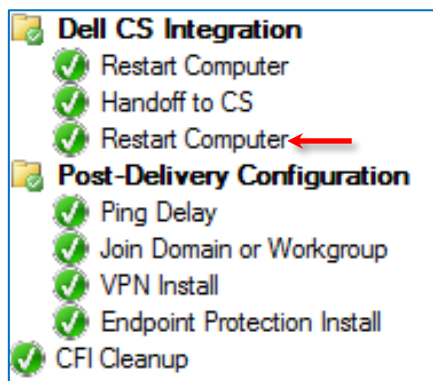 Dell CS Integration
Restart Computer
Handoff to CS
Restart Computer
Post-Delivery Configuration
Ping Delay
Join Domain or Workgroup
VPN Install
Endpoint Protection Install
CFI Cleanup